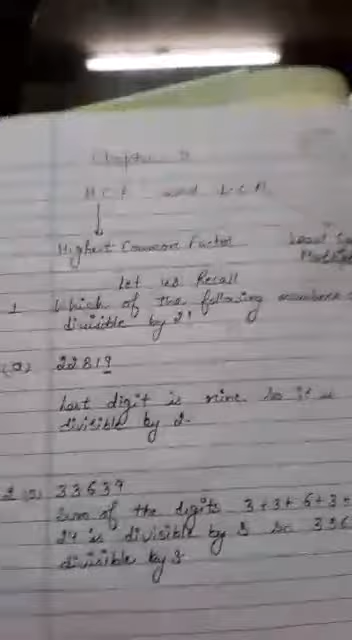 Chapter
H.C.F and L.C.M
Highest Common Factor
Let us Recall
1 Which of the following numbers
divisible by 2?
(a) 22819
Last digit is nine so it is
divisible by 2.
2 (a) 33639
Sum of the digits 3+3+6+3
24 is divisible by 3 so 336
divisible by 3